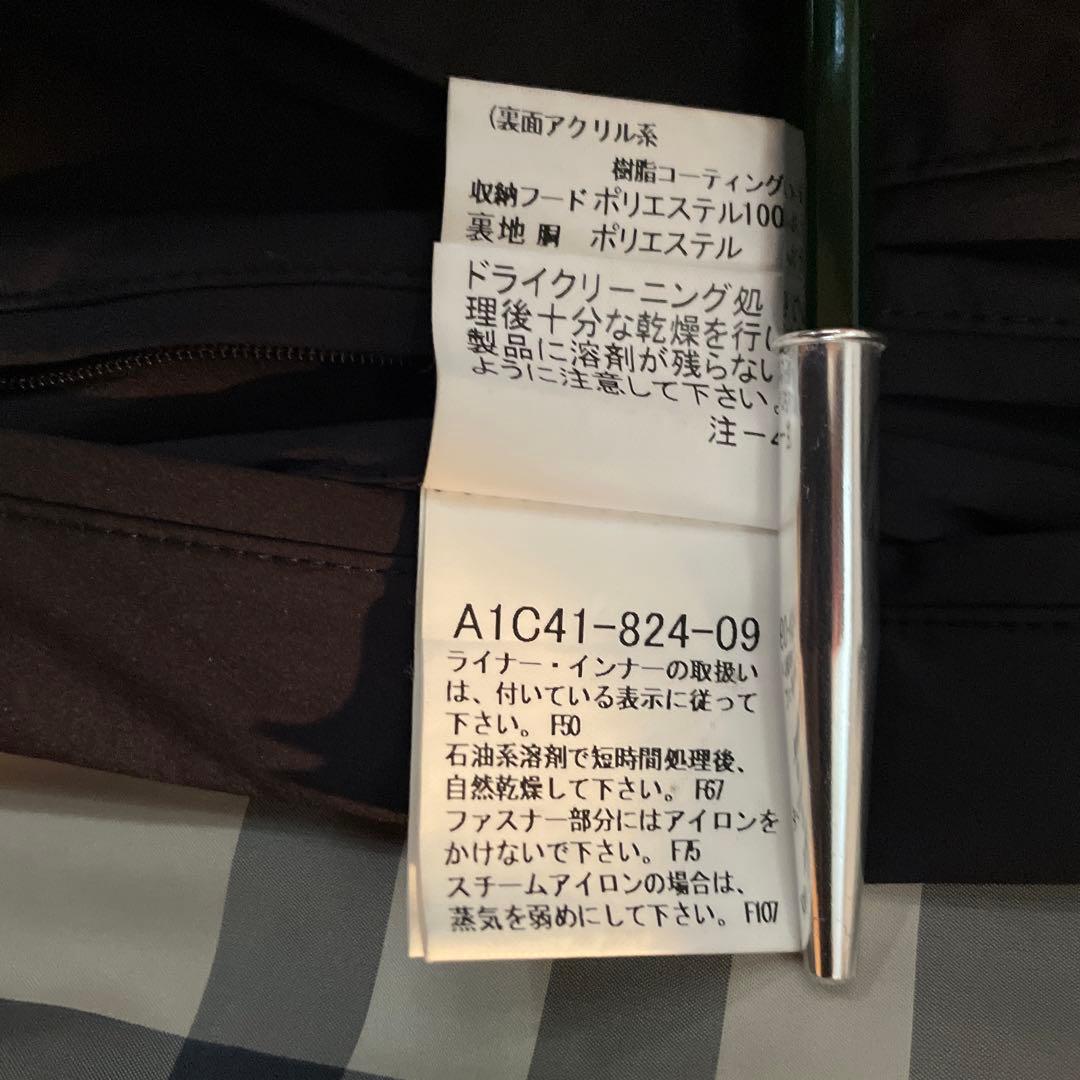 (裏面アクリル系
樹脂コーティング
収納フード ポリエステル100
裏地 胴 ポリエステル
ドライクリーニング処
理後十分な乾燥を行い
製品に溶剤が残らない
ように注意して下さい。
注-2
A1C41-824-09
ライナー・インナーの取扱い
は、付いている表示に従って
下さい。 F50
石油系溶剤で短時間処理後、
自然乾燥して下さい。 F67
ファスナー部分にはアイロンを
かけないで下さい。 F75
スチームアイロンの場合は、
蒸気を弱めにして下さい。 F107